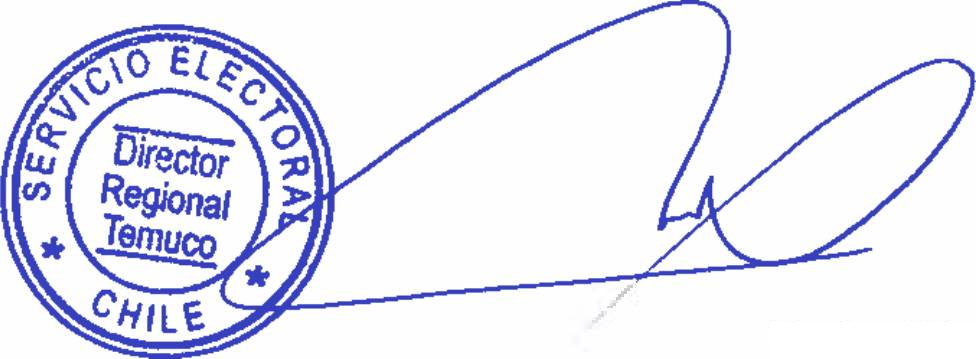 SERVICIO ELECTORAL
Director
Regional
Temuco
* CHILE *